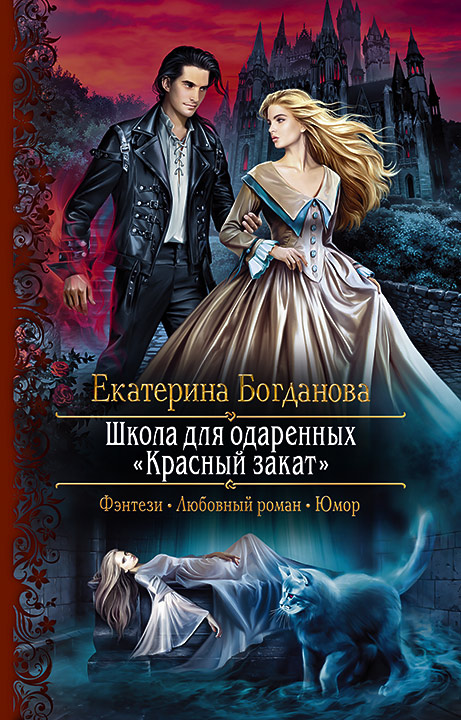 Екатерина Богданова
Школа для одаренных
«Красный закат»
Фэнтези • Любовный роман • Юмор